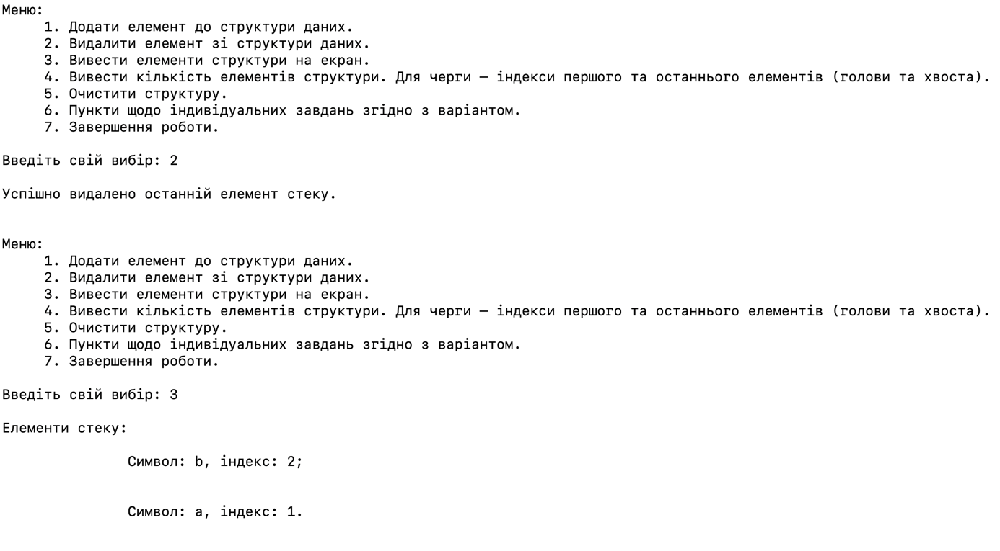 Меню:
1. Додати елемент до структури даних.
2. Видалити елемент зі структури даних.
3. Вивести елементи структури на екран.
4. Вивести кількість елементів структури. Для черги — індекси першого та останнього елементів (голови та хвоста).
5. Очистити структуру.
6. Пункти щодо індивідуальних завдань згідно з варіантом.
7. Завершення роботи.
Введіть свій вибір: 2
Успішно видалено останній елемент стеку.
Меню:
1. Додати елемент до структури даних.
2. Видалити елемент зі структури даних.
3. Вивести елементи структури на екран.
4. Вивести кількість елементів структури. Для черги — індекси першого та останнього елементів (голови та хвоста).
5. Очистити структуру.
6. Пункти щодо індивідуальних завдань згідно з варіантом.
7. Завершення роботи.
Введіть свій вибір: 3
Елементи стеку:
Символ: b, індекс: 2;
Символ: a, індекс: 1.